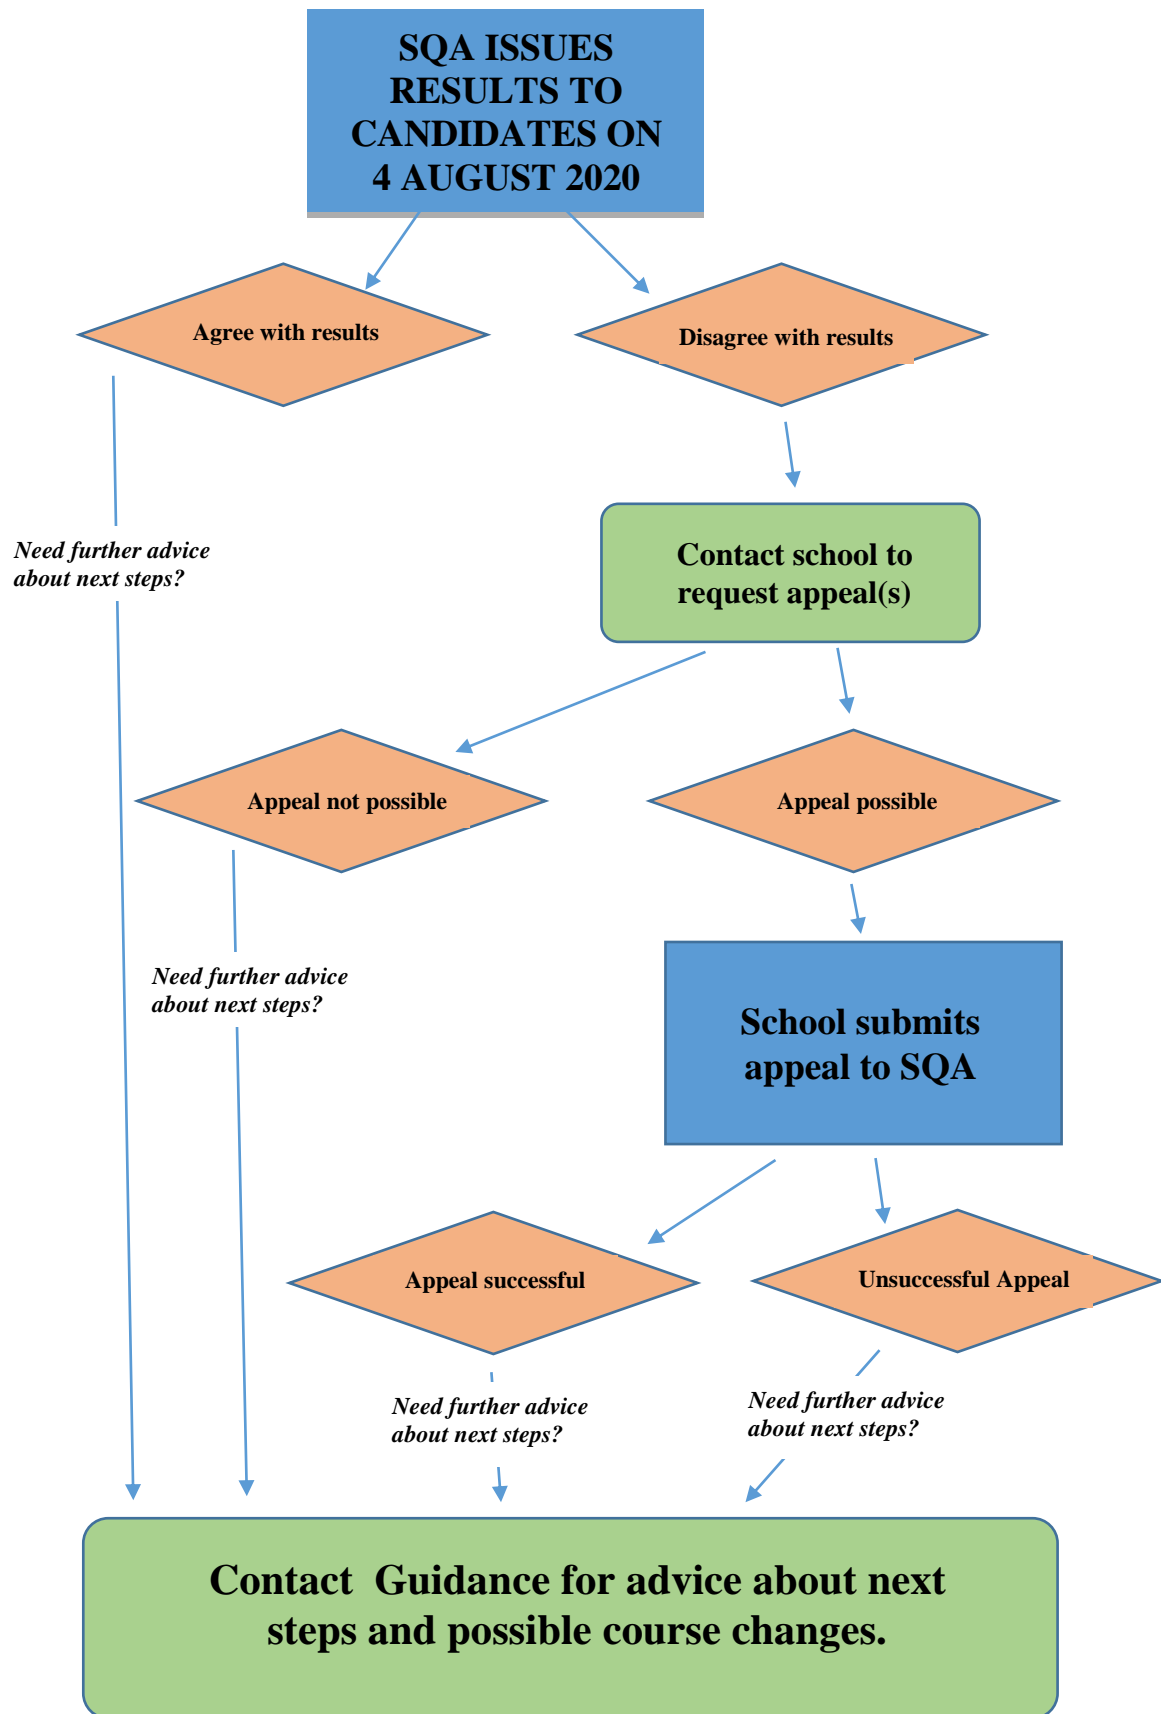 SQA ISSUES
RESULTS TO
CANDIDATES ON
4 AUGUST 2020
Agree with results
Disagree with results
Need further advice
about next steps?
Contact school to
request appeal(s)
Appeal not possible
Appeal possible
Need further advice
about next steps?
School submits
appeal to SQA
Appeal successful
Unsuccessful Appeal
Need further advice
about next steps?
Need further advice
about next steps?
Contact  Guidance for advice about next
steps and possible course changes.